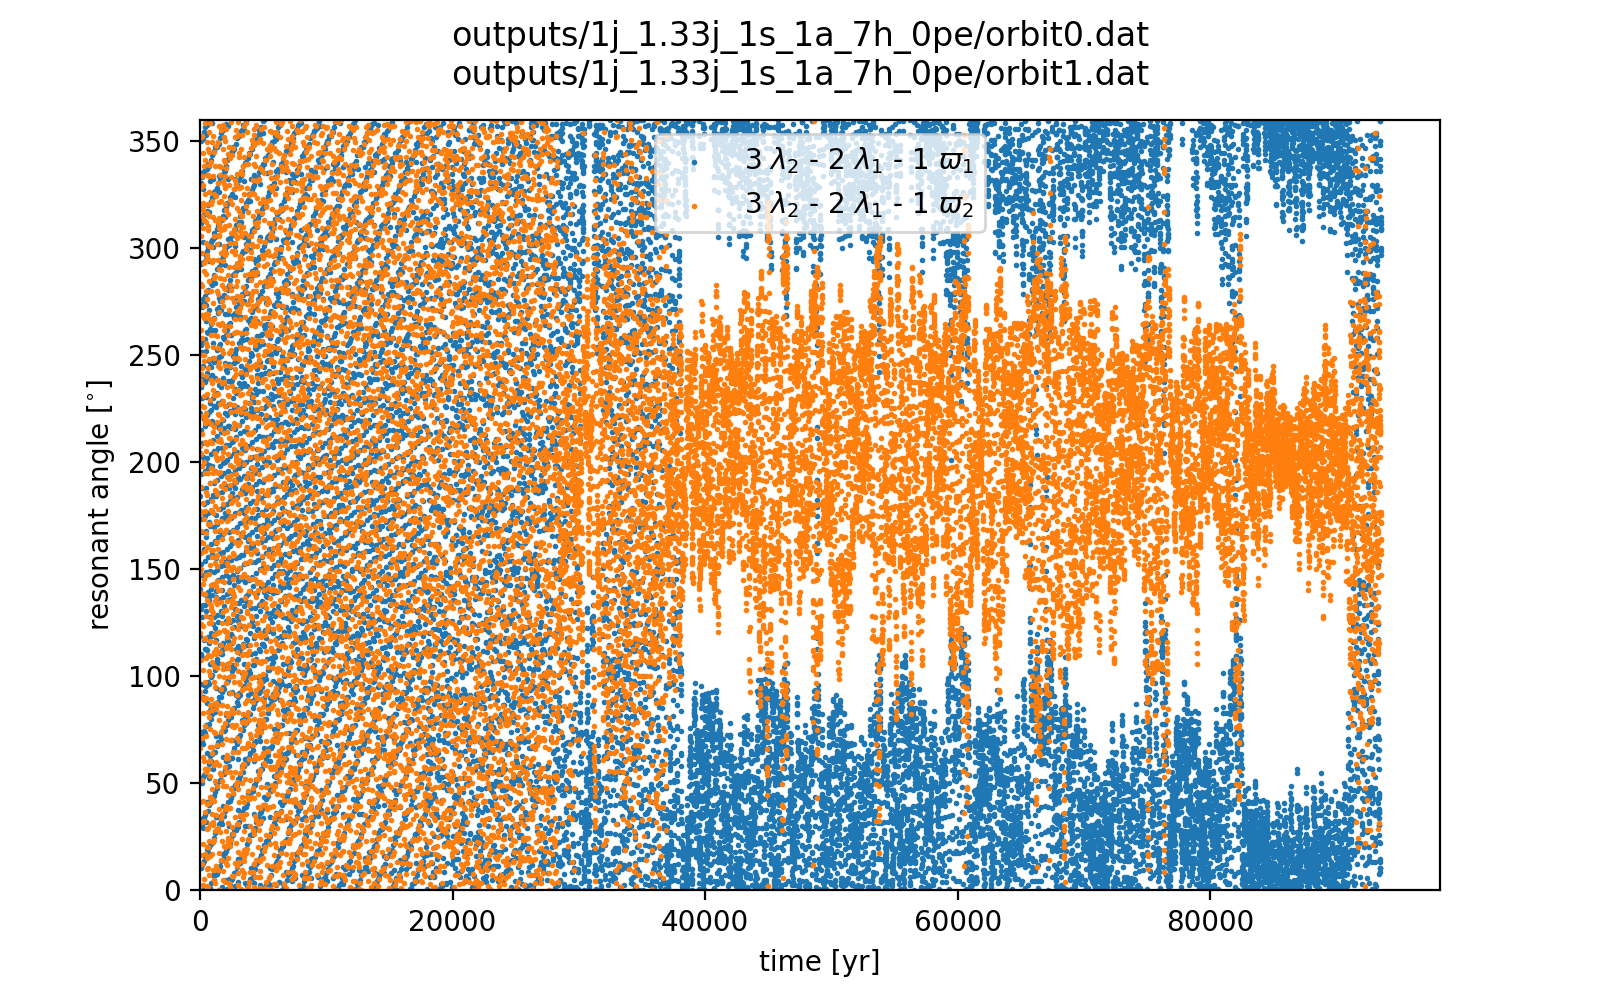 outputs/1j_1.33j_1s_1a_7h_0pe/orbit0.dat
outputs/1j_1.33j_1s_1a_7h_0pe/orbit1.dat
3 λ₂ - 2 λ₁ - 1 ϖ₁
3 λ₂ - 2 λ₁ - 1 ϖ₂
resonant angle [°]
350
300
250
200
150
100
50
0
0 20000 40000 60000 80000
time [yr]